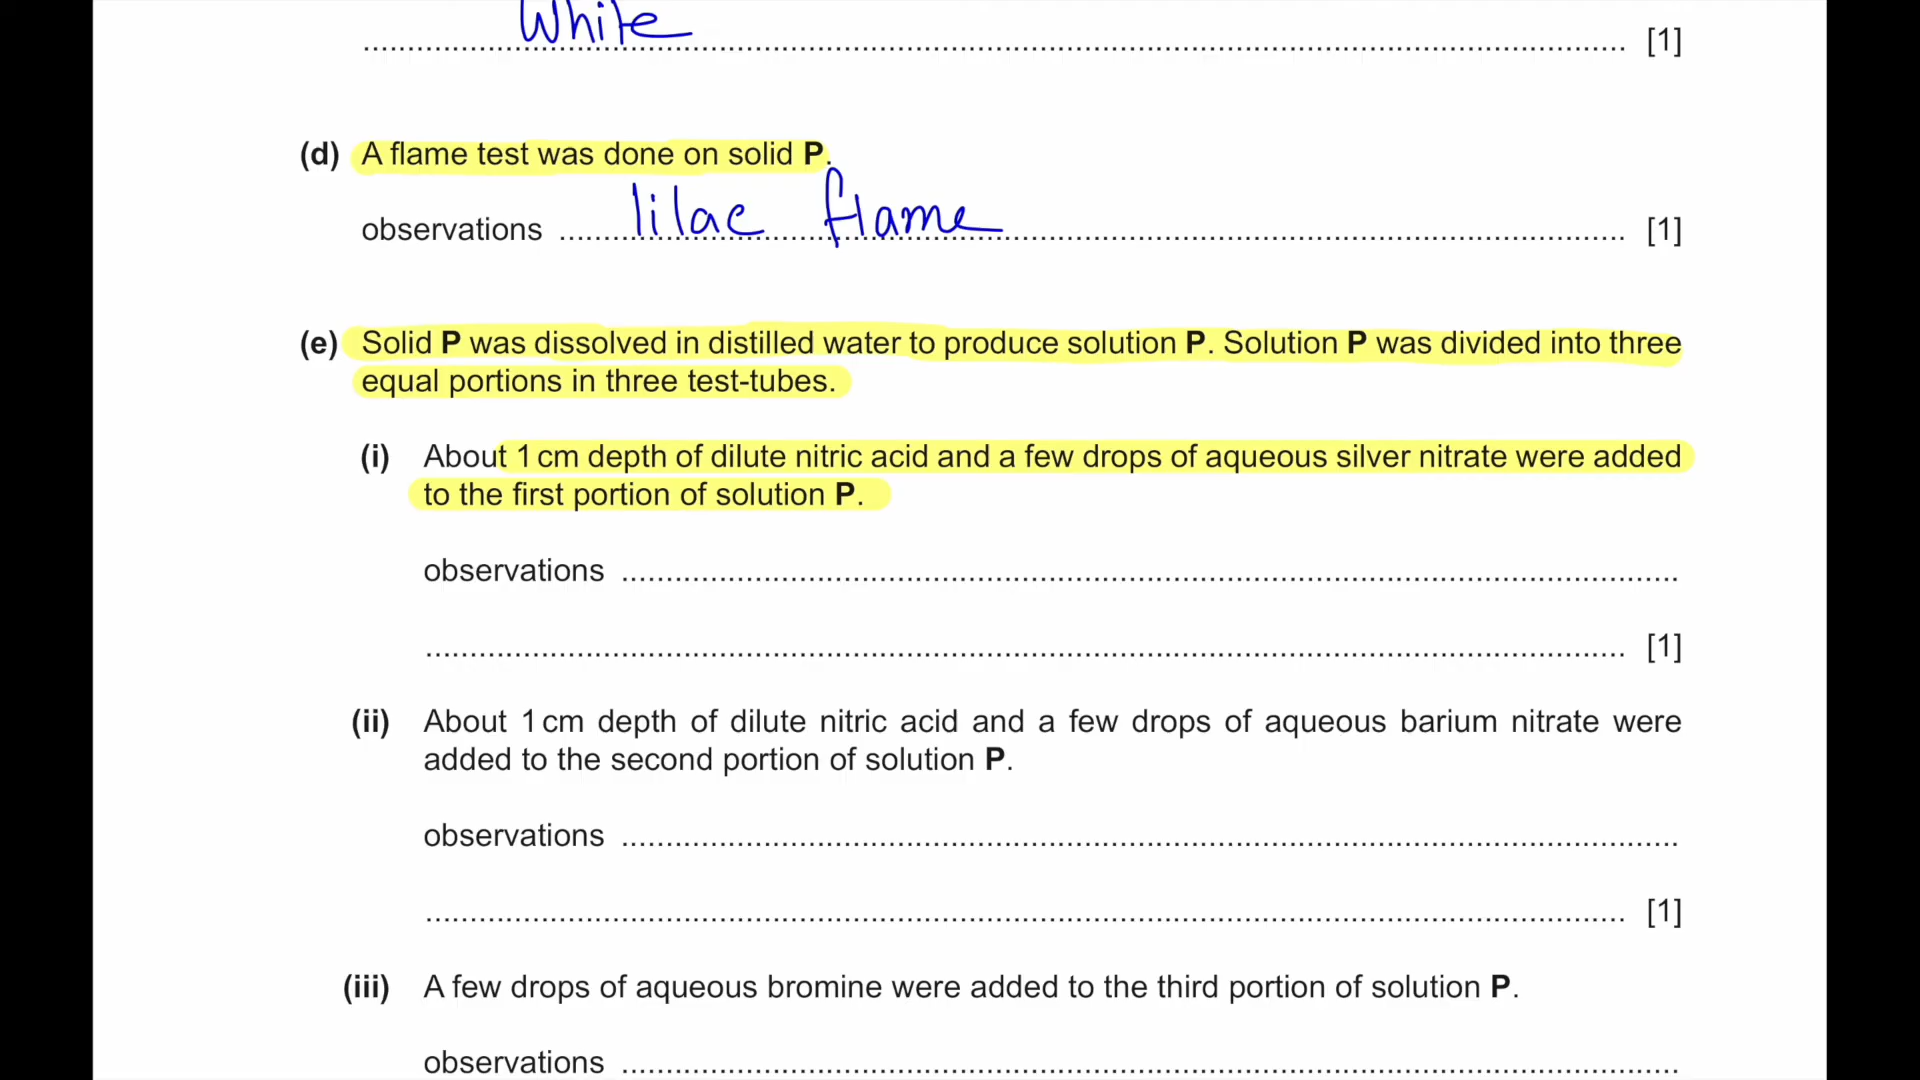 White
.................................................................................................................................................. [1]
(d) A flame test was done on solid P.
observations ....... lilac flame ....................................................................................... [1]
(e) Solid P was dissolved in distilled water to produce solution P. Solution P was divided into three
equal portions in three test-tubes.
(i) About 1 cm depth of dilute nitric acid and a few drops of aqueous silver nitrate were added
to the first portion of solution P.
observations .........................................................................................................................
........................................................................................................................................... [1]
(ii) About 1 cm depth of dilute nitric acid and a few drops of aqueous barium nitrate were
added to the second portion of solution P.
observations .........................................................................................................................
........................................................................................................................................... [1]
(iii) A few drops of aqueous bromine were added to the third portion of solution P.
observations .........................................................................................................................